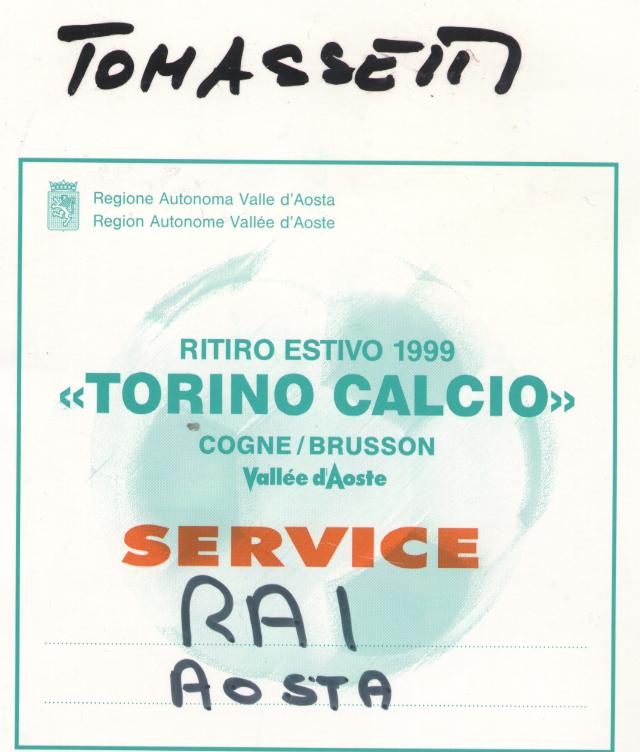 TOMASSETTI
Regione Autonoma Valle d'Aosta
Région Autonome Vallée d'Aoste
RITIRO ESTIVO 1999
«TORINO CALCIO»
COGNE/BRUSSON
Vallée d'Aoste
SERVICE
RAI
AOSTA